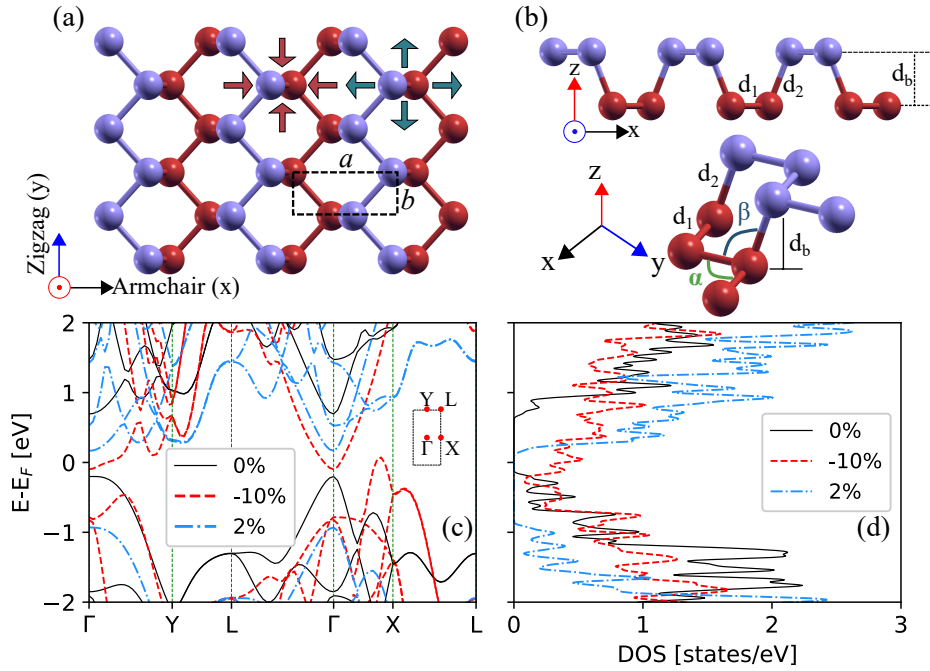 (a)
a
b
Zigzag (y)
Armchair (x)
(b)
z
x
d1
d2
db
z
x
y
d2
d1
β
α
db
E-EF [eV]
2
1
0
−1
−2
Γ
Y
L
Γ
X
L
0%
-10%
2%
Y
L
Γ
X
(c)
0%
-10%
2%
(d)
0
1
2
3
DOS [states/eV]